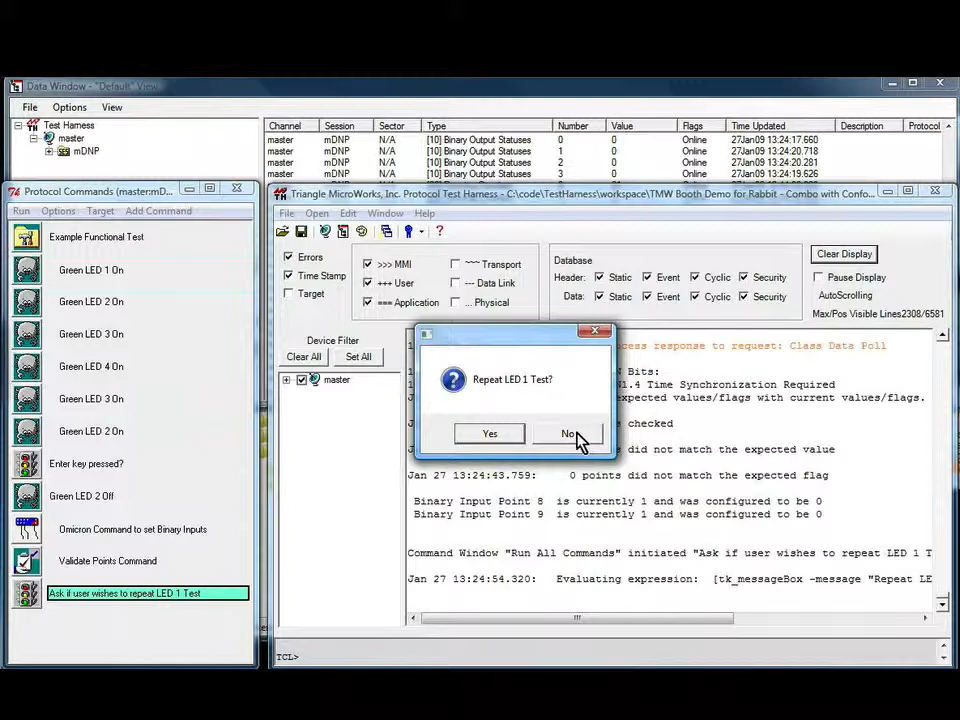 Data Window - "Default" View
File Options View
Test Harness
master
mDNP
Channel Session Sector Type Number Value Flags Time Updated Description Protocol
master mDNP N/A [10] Binary Output Statuses 0 0 Online 27Jan09 13:24:17.660
master mDNP N/A [10] Binary Output Statuses 1 0 Online 27Jan09 13:24:20.718
master mDNP N/A [10] Binary Output Statuses 2 0 Online 27Jan09 13:24:20.281
master mDNP N/A [10] Binary Output Statuses 3 0 Online 27Jan09 13:24:19.626
Protocol Commands (master:mD...
Run Options Target Add Command
Example Functional Test
Green LED 1 On
Green LED 2 On
Green LED 3 On
Green LED 4 On
Green LED 3 On
Green LED 2 On
Enter key pressed?
Green LED 2 Off
Omicron Command to set Binary Inputs
Validate Points Command
Ask if user wishes to repeat LED 1 Test
Triangle MicroWorks, Inc. Protocol Test Harness - C:\code\TestHarness\workspace\TMW Booth Demo for Rabbit - Combo with Confo...
File Open Edit Window Help
Errors
Time Stamp
Target
>>> MMI
+++ User
=== Application
~~~ Transport
--- Data Link
... Physical
Database
Header: Static Event Cyclic Security
Data: Static Event Cyclic Security
Clear Display
Pause Display
AutoScrolling
Max/Pos Visible Lines2308/6581
Device Filter
Clear All Set All
master
ocess response to request: Class Data Poll
N Bits:
N1.4 Time Synchronization Required
expected values/flags with current values/flags.
s checked
did not match the expected value
Jan 27 13:24:43.759: 0 points did not match the expected flag
Binary Input Point 8 is currently 1 and was configured to be 0
Binary Input Point 9 is currently 1 and was configured to be 0
Command Window "Run All Commands" initiated "Ask if user wishes to repeat LED 1 T
Jan 27 13:24:54.320: Evaluating expression: [tk_messageBox -message "Repeat LE
TCL>
Repeat LED 1 Test?
Yes No